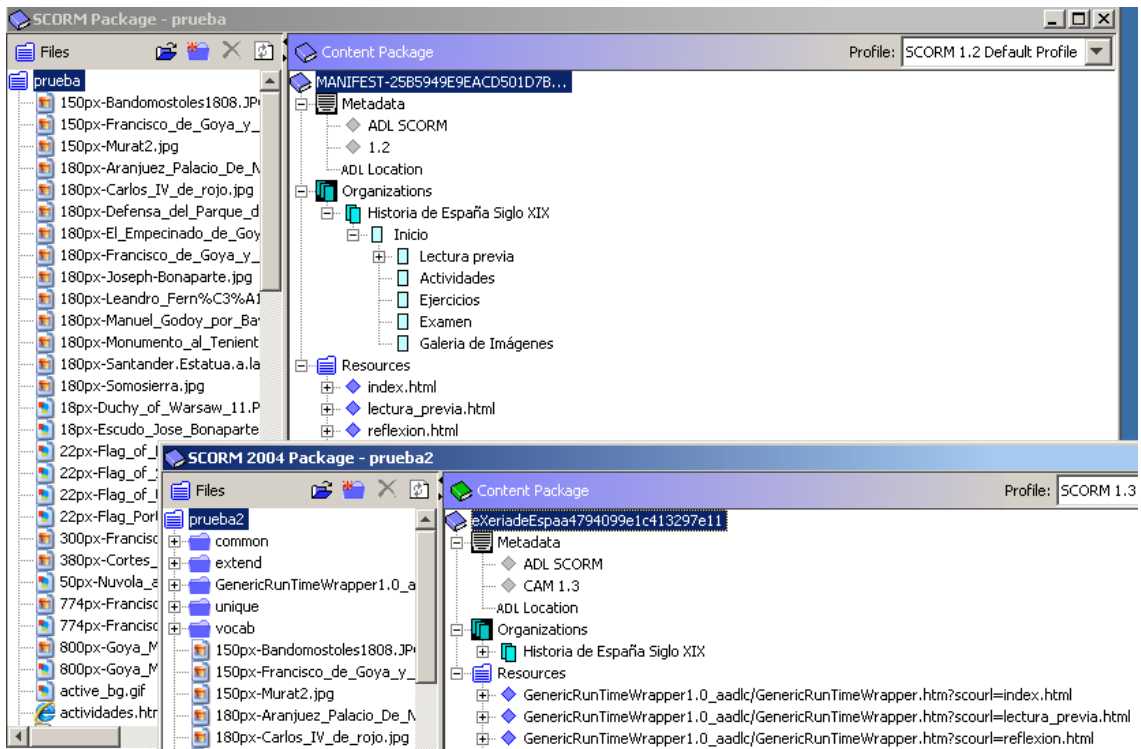 SCORM Package - prueba
Files
prueba
150px-Bandomostoles1808.JP
150px-Francisco_de_Goya_y_
150px-Murat2.jpg
180px-Aranjuez_Palacio_De_N
180px-Carlos_IV_de_rojo.jpg
180px-Defensa_del_Parque_d
180px-El_Empecinado_de_Goy
180px-Francisco_de_Goya_y_
180px-Joseph-Bonaparte.jpg
180px-Leandro_Fern%C3%A1
180px-Manuel_Godoy_por_Ba
180px-Monumento_al_Tenient
180px-Santander.Estatua.a.la
180px-Somosierra.jpg
18px-Duchy_of_Warsaw_11.P
18px-Escudo_Jose_Bonaparte
22px-Flag_of_
22px-Flag_of_
22px-Flag_of_
22px-Flag_Por
300px-Francisc
380px-Cortes_
50px-Nuvola_a
774px-Francisc
774px-Francisc
800px-Goya_M
800px-Goya_M
active_bg.gif
actividades.htm
Content Package
Profile: SCORM 1.2 Default Profile
MANIFEST-25B5949E9EACD501D7B...
Metadata
ADL SCORM
1.2
ADL Location
Organizations
Historia de España Siglo XIX
Inicio
Lectura previa
Actividades
Ejercicios
Examen
Galeria de Imágenes
Resources
index.html
lectura_previa.html
reflexion.html
SCORM 2004 Package - prueba2
Files
prueba2
common
extend
GenericRunTimeWrapper1.0_a
unique
vocab
150px-Bandomostoles1808.JP
150px-Francisco_de_Goya_y_
150px-Murat2.jpg
180px-Aranjuez_Palacio_De_N
180px-Carlos_IV_de_rojo.jpg
Content Package
Profile: SCORM 1.3
eXeriadeEspaa4794099e1c413297e11
Metadata
ADL SCORM
CAM 1.3
ADL Location
Organizations
Historia de España Siglo XIX
Resources
GenericRunTimeWrapper1.0_aadlc/GenericRunTimeWrapper.htm?scourl=index.html
GenericRunTimeWrapper1.0_aadlc/GenericRunTimeWrapper.htm?scourl=lectura_previa.html
GenericRunTimeWrapper1.0_aadlc/GenericRunTimeWrapper.htm?scourl=reflexion.html